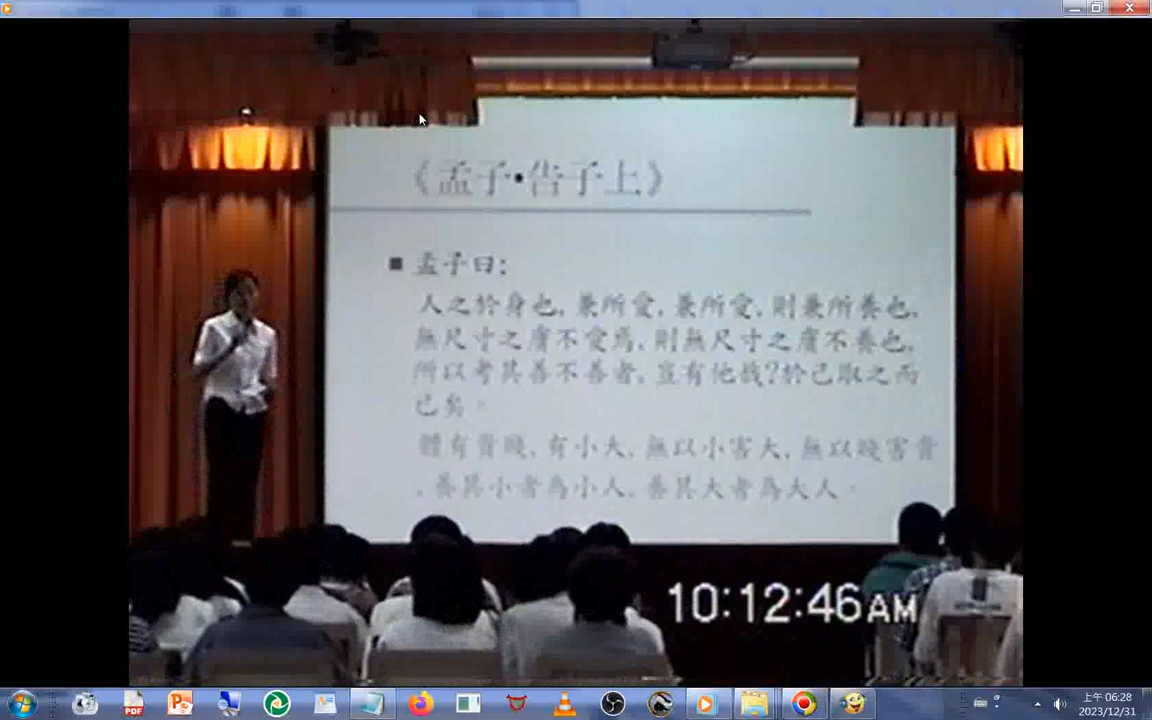 《孟子•告子上》
■ 孟子曰:
人之於身也, 兼所愛, 兼所愛, 則兼所養也,
無尺寸之膚不愛焉, 則無尺寸之膚不養也,
所以考其善不善者, 豈有他哉?於己取之而
已矣。
體有貴賤, 有小大, 無以小害大, 無以賤害貴
, 養其小者為小人, 養其大者為大人。
10:12:46AM
PDF
上午 06:28
2023/12/31